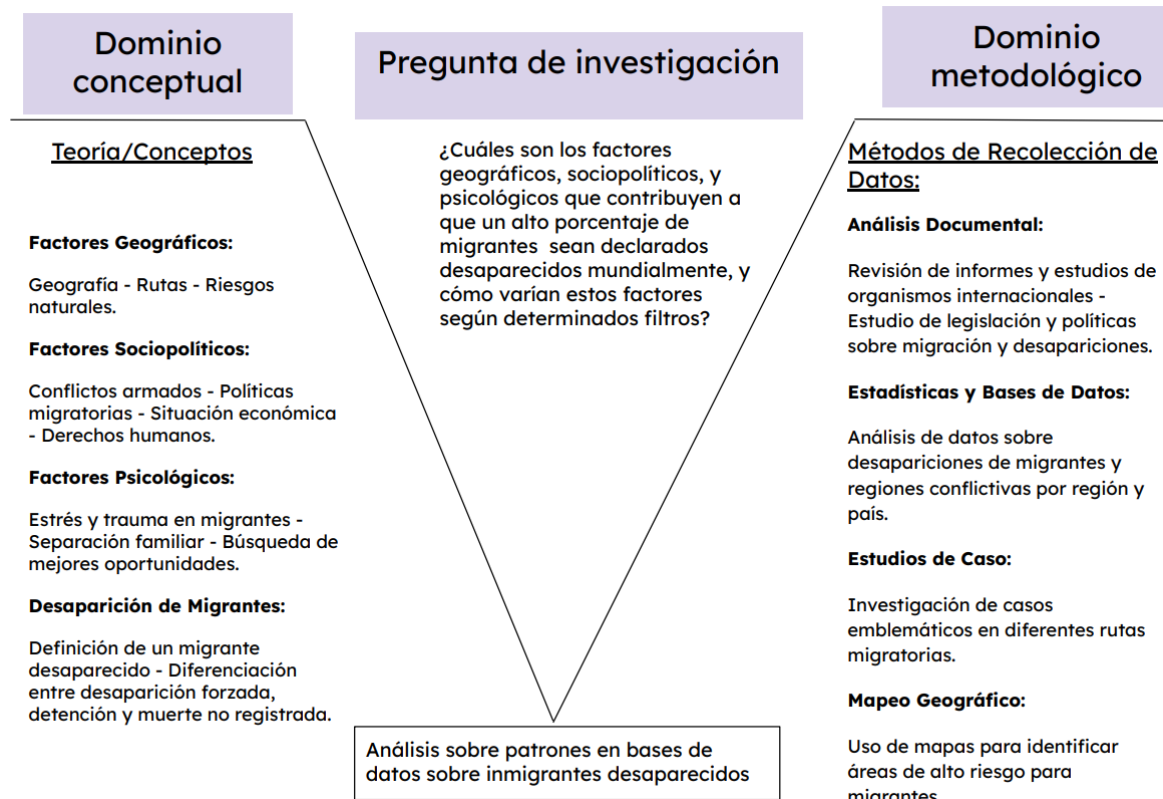 Dominio
conceptual
Teoría/Conceptos
Factores Geográficos:
Geografía - Rutas - Riesgos
naturales.
Factores Sociopolíticos:
Conflictos armados - Políticas
migratorias - Situación económica
- Derechos humanos.
Factores Psicológicos:
Estrés y trauma en migrantes -
Separación familiar - Búsqueda de
mejores oportunidades.
Desaparición de Migrantes:
Definición de un migrante
desaparecido - Diferenciación
entre desaparición forzada,
detención y muerte no registrada.
Pregunta de investigación
¿Cuáles son los factores
geográficos, sociopolíticos, y
psicológicos que contribuyen a
que un alto porcentaje de
migrantes sean declarados
desaparecidos mundialmente, y
cómo varían estos factores
según determinados filtros?
Análisis sobre patrones en bases de
datos sobre inmigrantes desaparecidos
Dominio
metodológico
Métodos de Recolección de
Datos:
Análisis Documental:
Revisión de informes y estudios de
organismos internacionales -
Estudio de legislación y políticas
sobre migración y desapariciones.
Estadísticas y Bases de Datos:
Análisis de datos sobre
desapariciones de migrantes y
regiones conflictivas por región y
país.
Estudios de Caso:
Investigación de casos
emblemáticos en diferentes rutas
migratorias.
Mapeo Geográfico:
Uso de mapas para identificar
áreas de alto riesgo para
migrantes